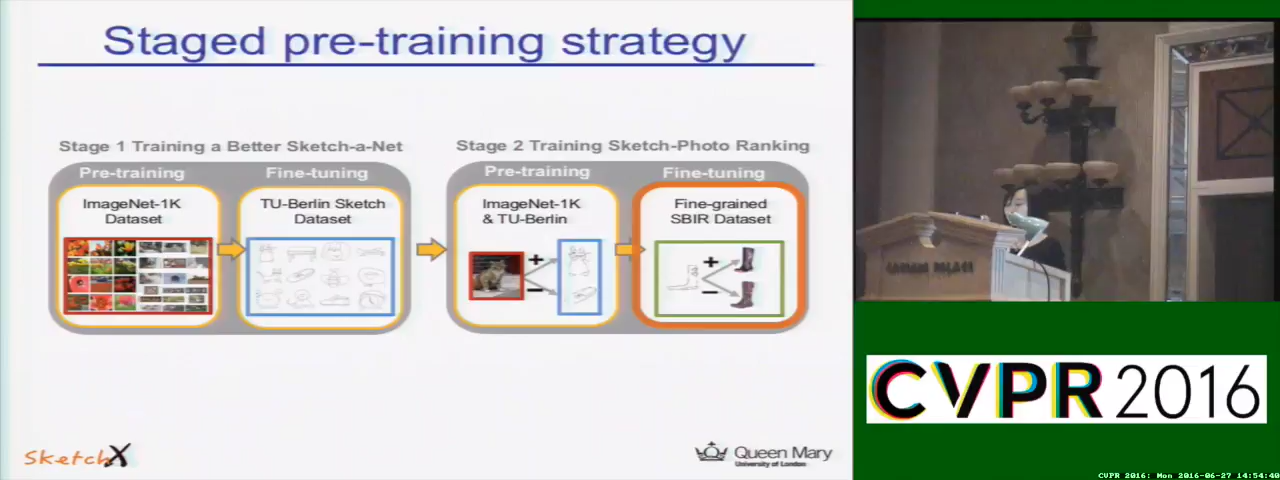 Staged pre-training strategy
Stage 1 Training a Better Sketch-a-Net
Pre-training
Fine-tuning
ImageNet-1K
Dataset
TU-Berlin Sketch
Dataset
Stage 2 Training Sketch-Photo Ranking
Pre-training
Fine-tuning
ImageNet-1K
& TU-Berlin
+
−
Fine-grained
SBIR Dataset
+
−
SketchX
Queen Mary
University of London
CAESARS PALACE
CVPR 2016
CVPR 2016: Mon 2016-06-27 14:54:40